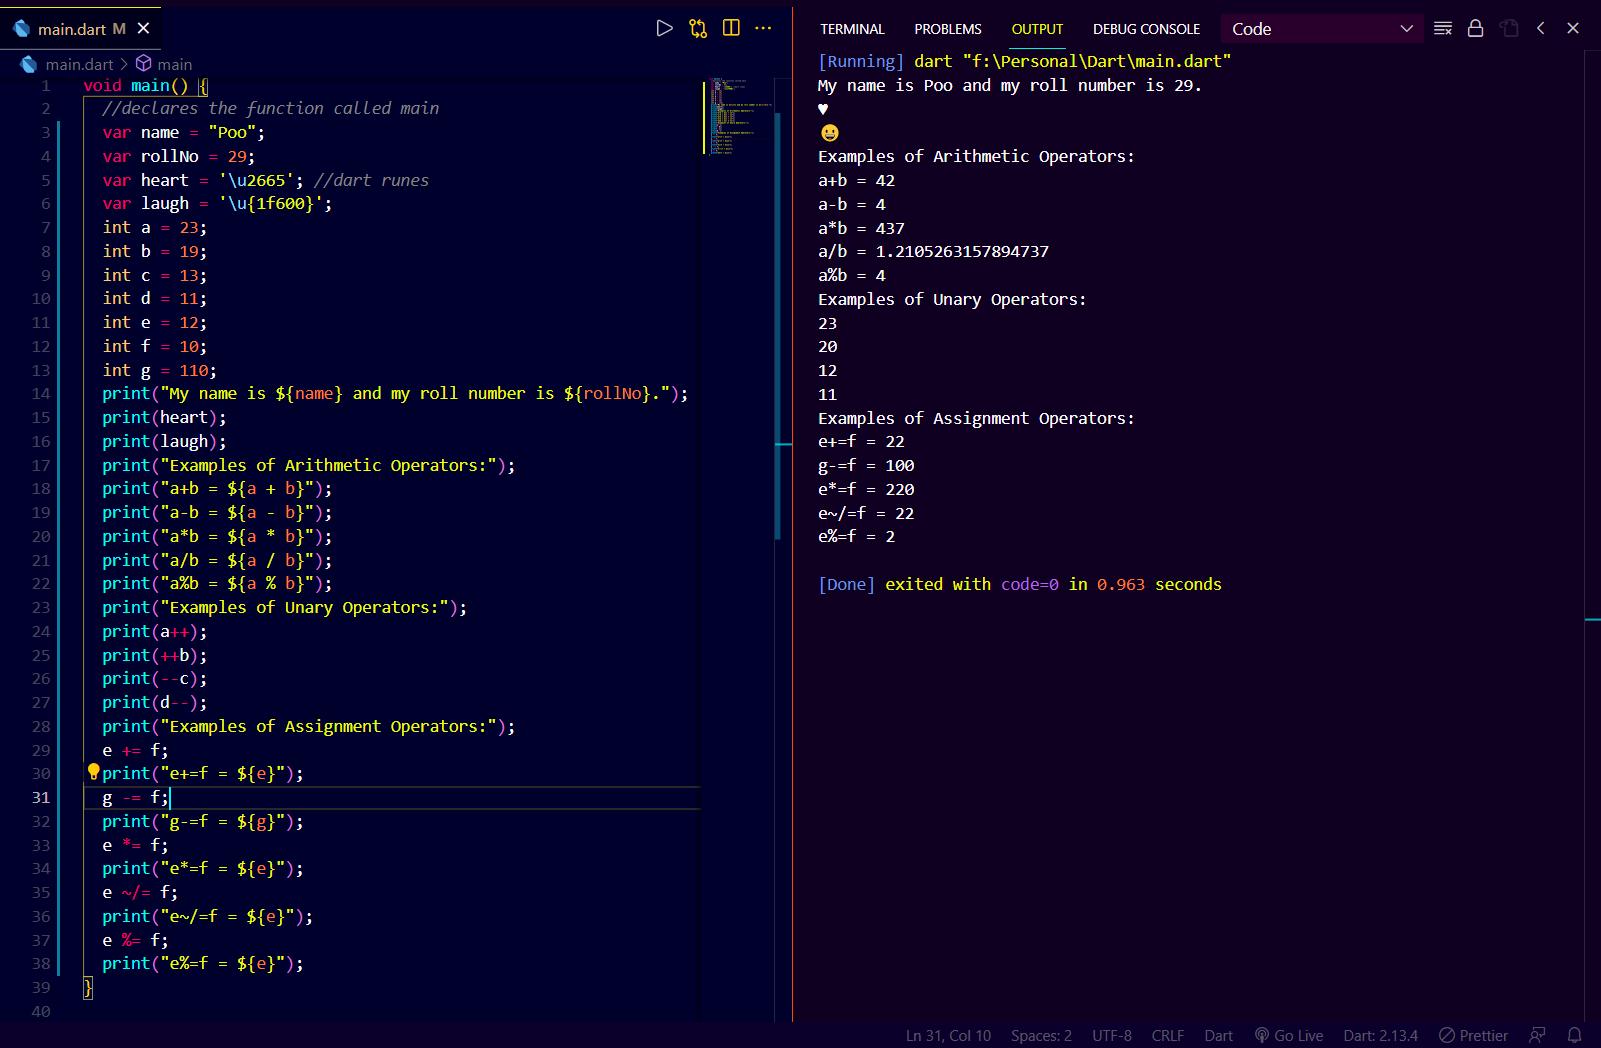 main.dart M
main.dart > main
1 void main() {
2 //declares the function called main
3 var name = "Poo";
4 var rollNo = 29;
5 var heart = '\u2665'; //dart runes
6 var laugh = '\u{1f600}';
7 int a = 23;
8 int b = 19;
9 int c = 13;
10 int d = 11;
11 int e = 12;
12 int f = 10;
13 int g = 110;
14 print("My name is ${name} and my roll number is ${rollNo}.");
15 print(heart);
16 print(laugh);
17 print("Examples of Arithmetic Operators:");
18 print("a+b = ${a + b}");
19 print("a-b = ${a - b}");
20 print("a*b = ${a * b}");
21 print("a/b = ${a / b}");
22 print("a%b = ${a % b}");
23 print("Examples of Unary Operators:");
24 print(a++);
25 print(++b);
26 print(--c);
27 print(d--);
28 print("Examples of Assignment Operators:");
29 e += f;
30 print("e+=f = ${e}");
31 g -= f;
32 print("g-=f = ${g}");
33 e *= f;
34 print("e*=f = ${e}");
35 e ~/= f;
36 print("e~/=f = ${e}");
37 e %= f;
38 print("e%=f = ${e}");
39 }
40
TERMINAL PROBLEMS OUTPUT DEBUG CONSOLE Code
[Running] dart "f:\Personal\Dart\main.dart"
My name is Poo and my roll number is 29.
♥
😀
Examples of Arithmetic Operators:
a+b = 42
a-b = 4
a*b = 437
a/b = 1.2105263157894737
a%b = 4
Examples of Unary Operators:
23
20
12
11
Examples of Assignment Operators:
e+=f = 22
g-=f = 100
e*=f = 220
e~/=f = 22
e%=f = 2
[Done] exited with code=0 in 0.963 seconds
Ln 31, Col 10 Spaces: 2 UTF-8 CRLF Dart Go Live Dart: 2.13.4 Prettier